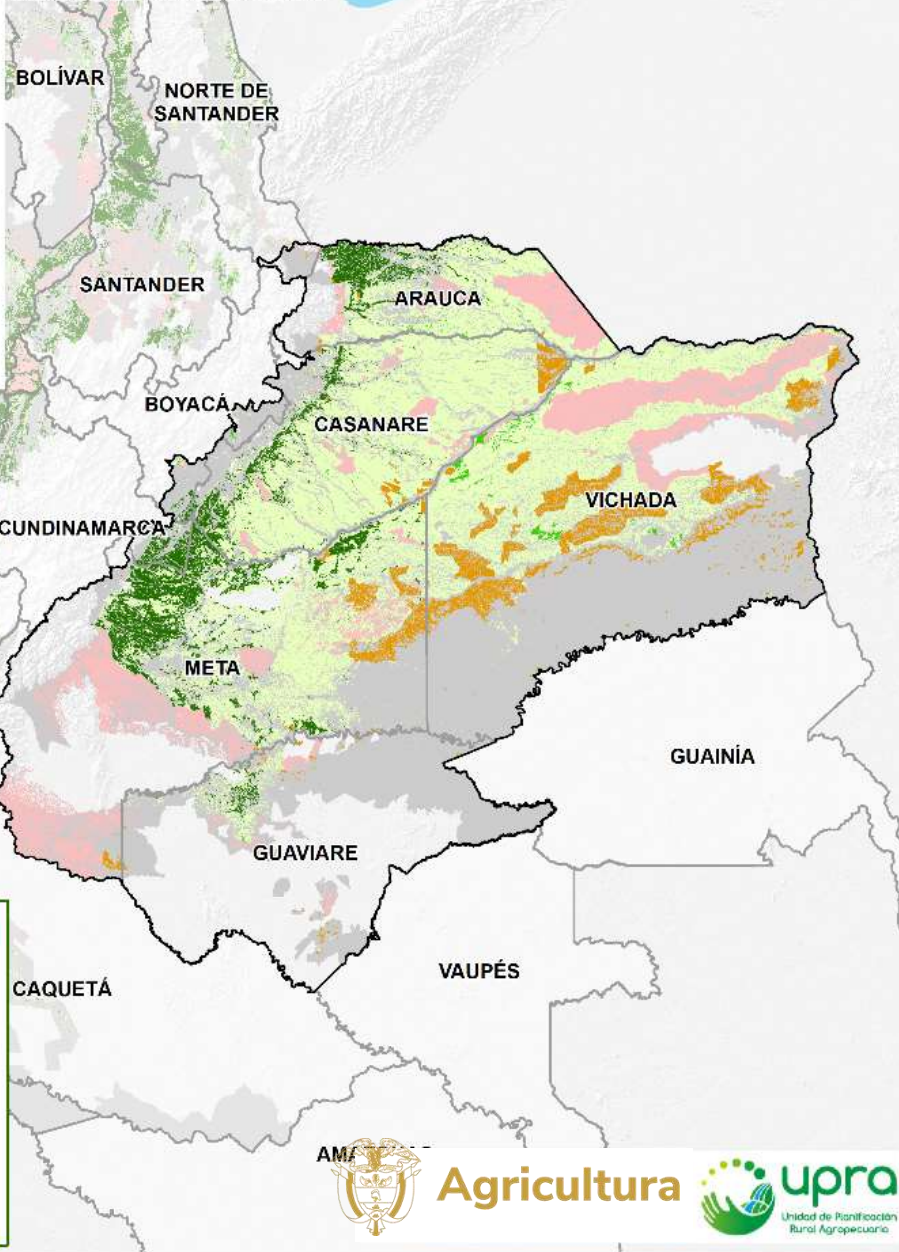 BOLÍVAR
NORTE DE
SANTANDER
SANTANDER
ARAUCA
BOYACÁ
CASANARE
VICHADA
CUNDINAMARCA
META
GUAINÍA
GUAVIARE
VAUPÉS
CAQUETÁ
Agricultura
upra
Unidad de Planificación
Rural Agropecuaria